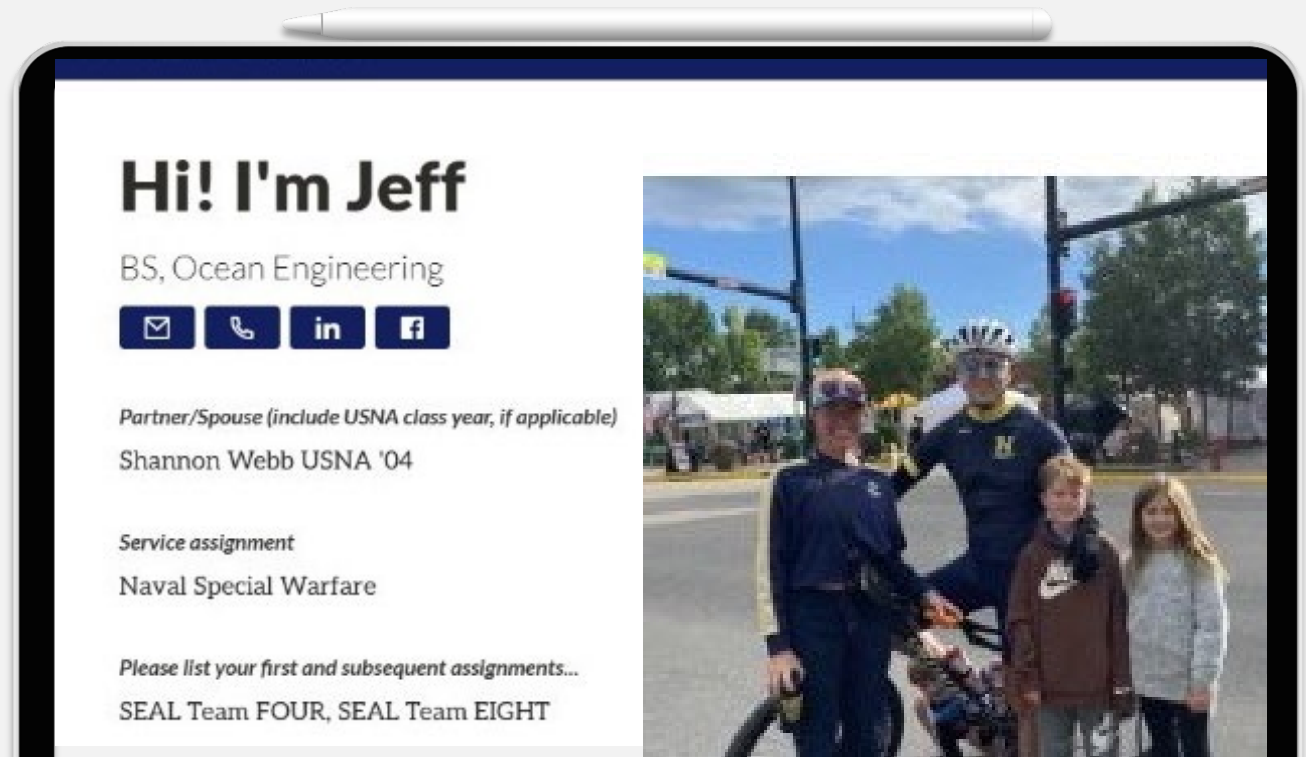 Hi! I'm Jeff
BS, Ocean Engineering
in f
Partner/Spouse (include USNA class year, if applicable)
Shannon Webb USNA '04
N
Service assignment
Naval Special Warfare
Please list your first and subsequent assignments...
SEAL Team FOUR, SEAL Team EIGHT